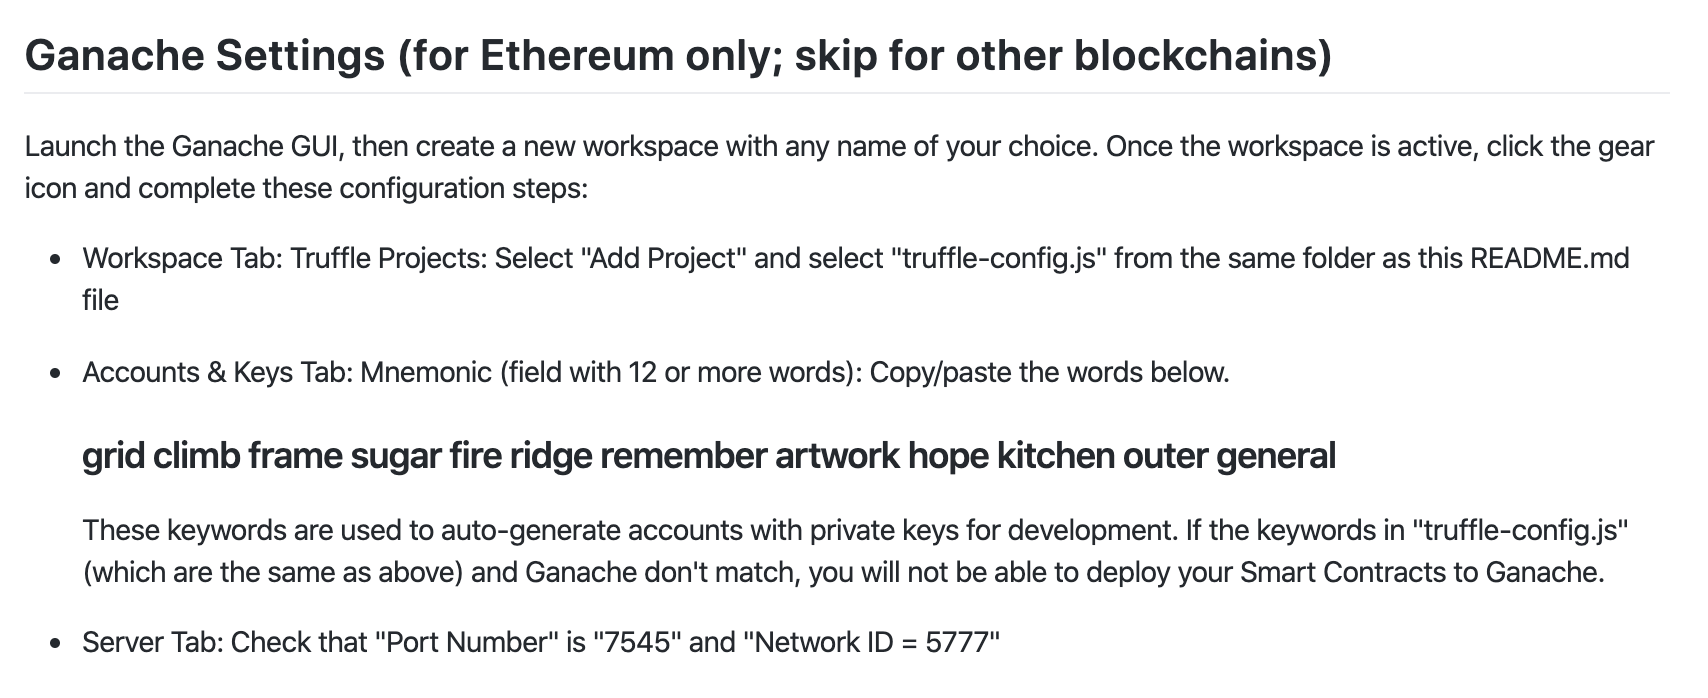 Ganache Settings (for Ethereum only; skip for other blockchains)
Launch the Ganache GUI, then create a new workspace with any name of your choice. Once the workspace is active, click the gear
icon and complete these configuration steps:
• Workspace Tab: Truffle Projects: Select "Add Project" and select "truffle-config.js" from the same folder as this README.md
file
• Accounts & Keys Tab: Mnemonic (field with 12 or more words): Copy/paste the words below.
grid climb frame sugar fire ridge remember artwork hope kitchen outer general
These keywords are used to auto-generate accounts with private keys for development. If the keywords in "truffle-config.js"
(which are the same as above) and Ganache don't match, you will not be able to deploy your Smart Contracts to Ganache.
• Server Tab: Check that "Port Number" is "7545" and "Network ID = 5777"